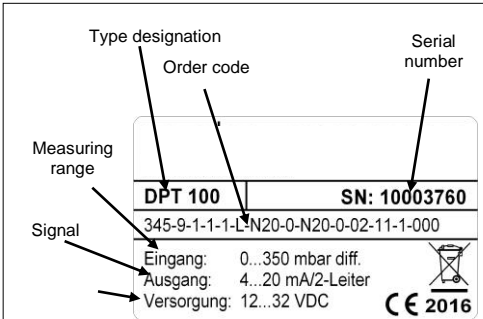 Type designation
Serial
number
Order code
Measuring
range
DPT 100 SN: 10003760
345-9-1-1-1-L-N20-0-N20-0-02-11-1-000
Signal
Eingang: 0...350 mbar diff.
Ausgang: 4...20 mA/2-Leiter
Versorgung: 12...32 VDC
CE 2016